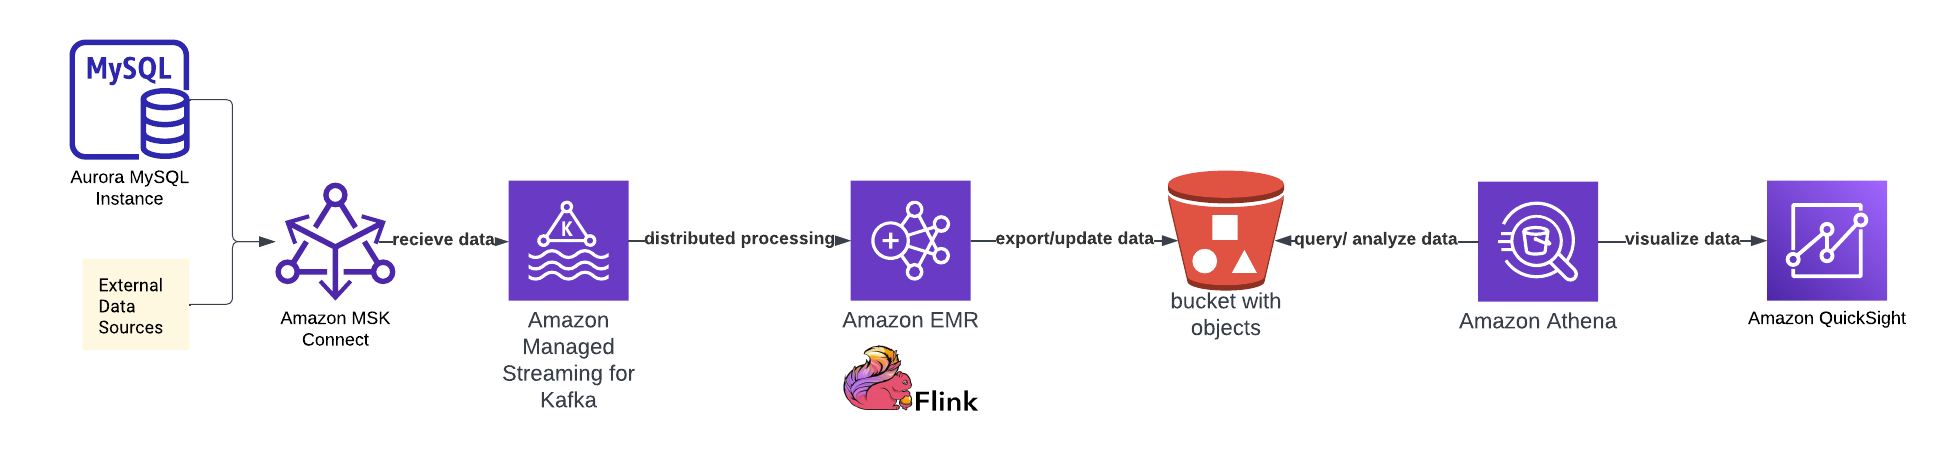 MySQL
Aurora MySQL
Instance
External
Data
Sources
Amazon MSK
Connect
recieve data
K
Amazon
Managed
Streaming for
Kafka
distributed processing
Amazon EMR
Flink
export/update data
bucket with
objects
query/ analyze data
Amazon Athena
visualize data
Amazon QuickSight